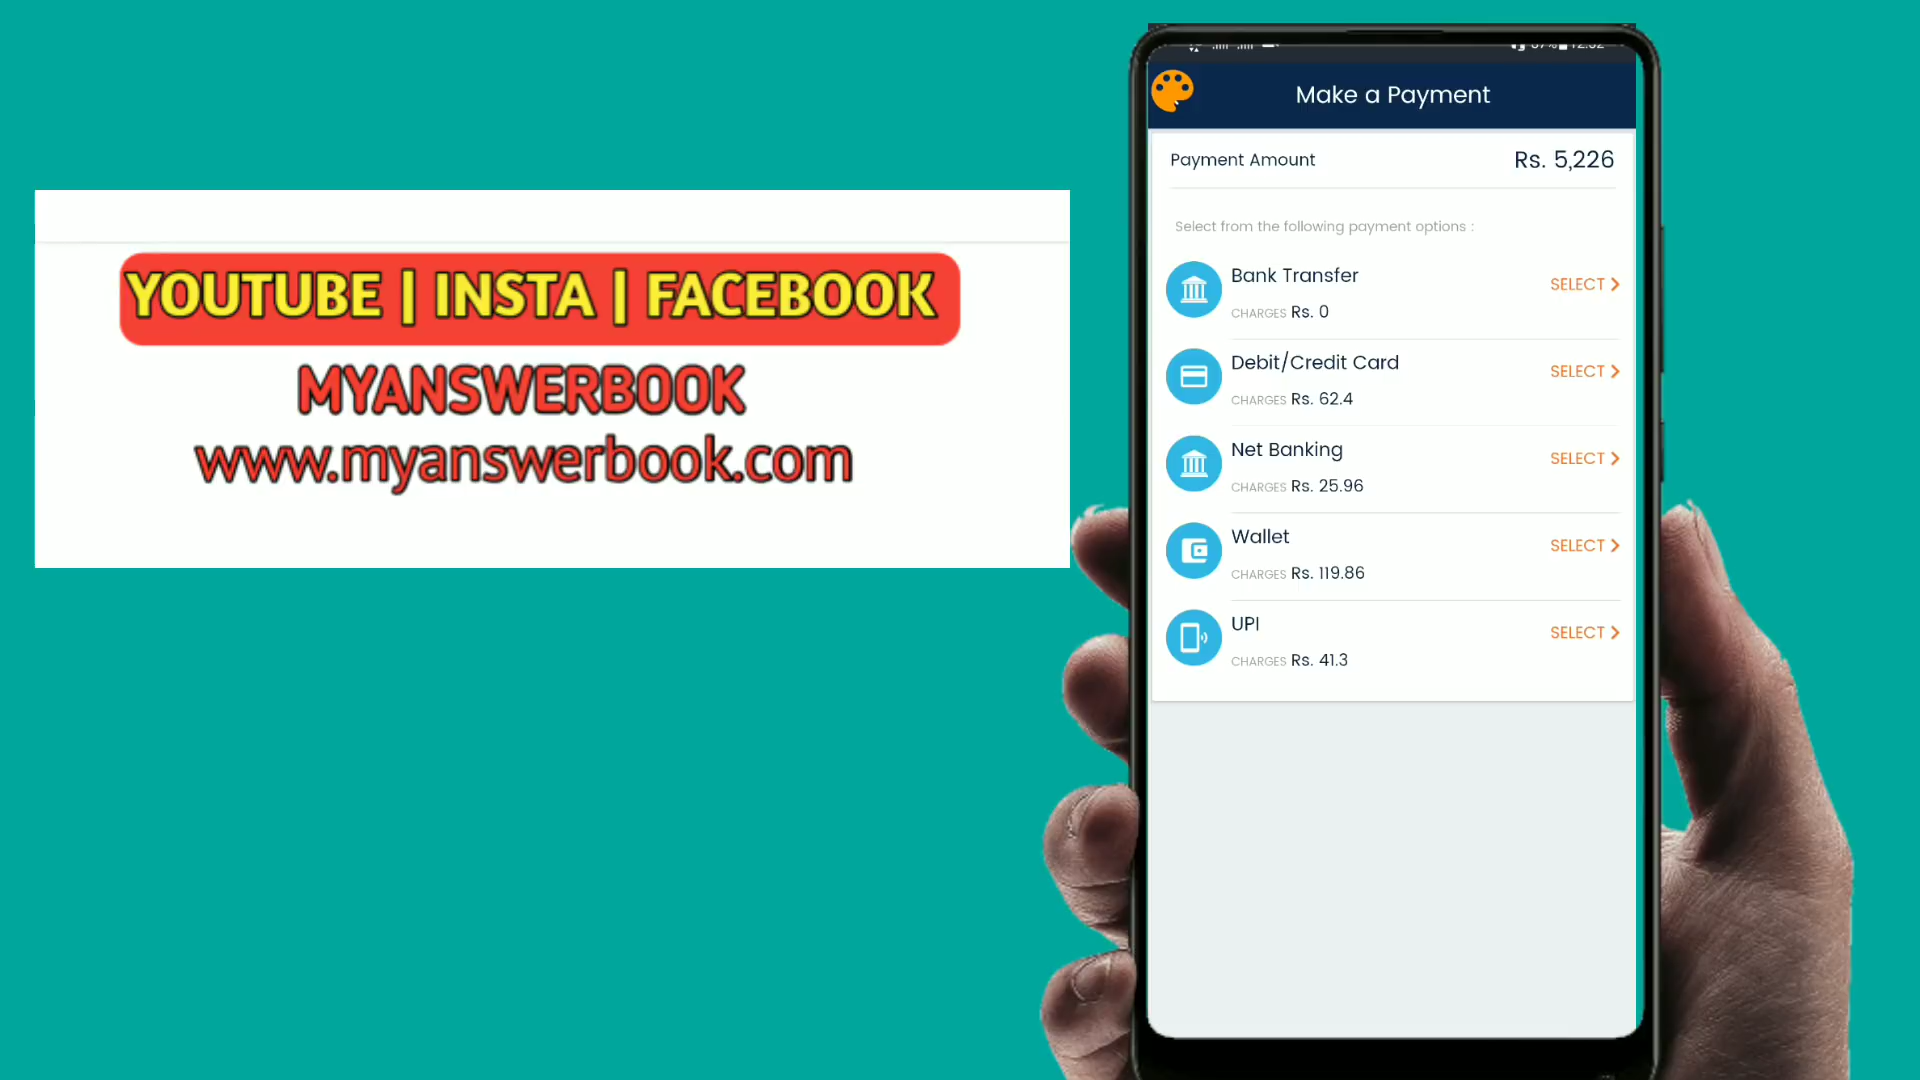 YOUTUBE | INSTA | FACEBOOK
MYANSWERBOOK
www.myanswerbook.com
Make a Payment
Payment Amount Rs. 5,226
Select from the following payment options :
Bank Transfer
SELECT
CHARGES Rs. 0
Debit/Credit Card
SELECT
CHARGES Rs. 62.4
Net Banking
SELECT
CHARGES Rs. 25.96
Wallet
SELECT
CHARGES Rs. 119.86
UPI
SELECT
CHARGES Rs. 41.3